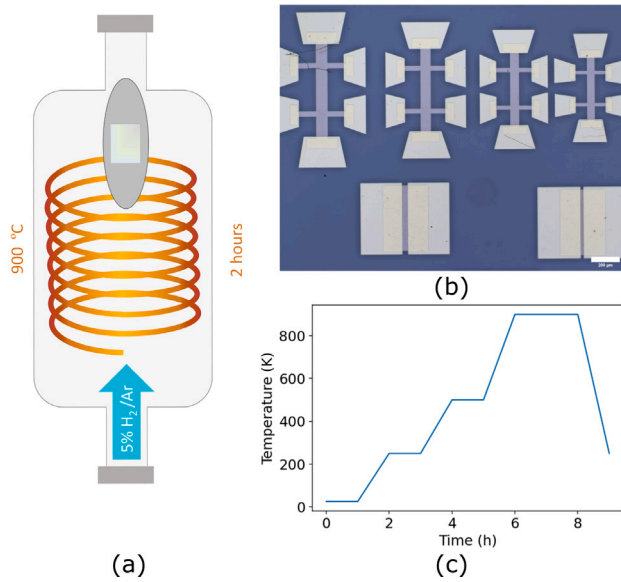 900 °C
2 hours
5% H₂/Ar
(a)
200 µm
(b)
Temperature (K)
800
600
400
200
0
0 2 4 6 8
Time (h)
(c)